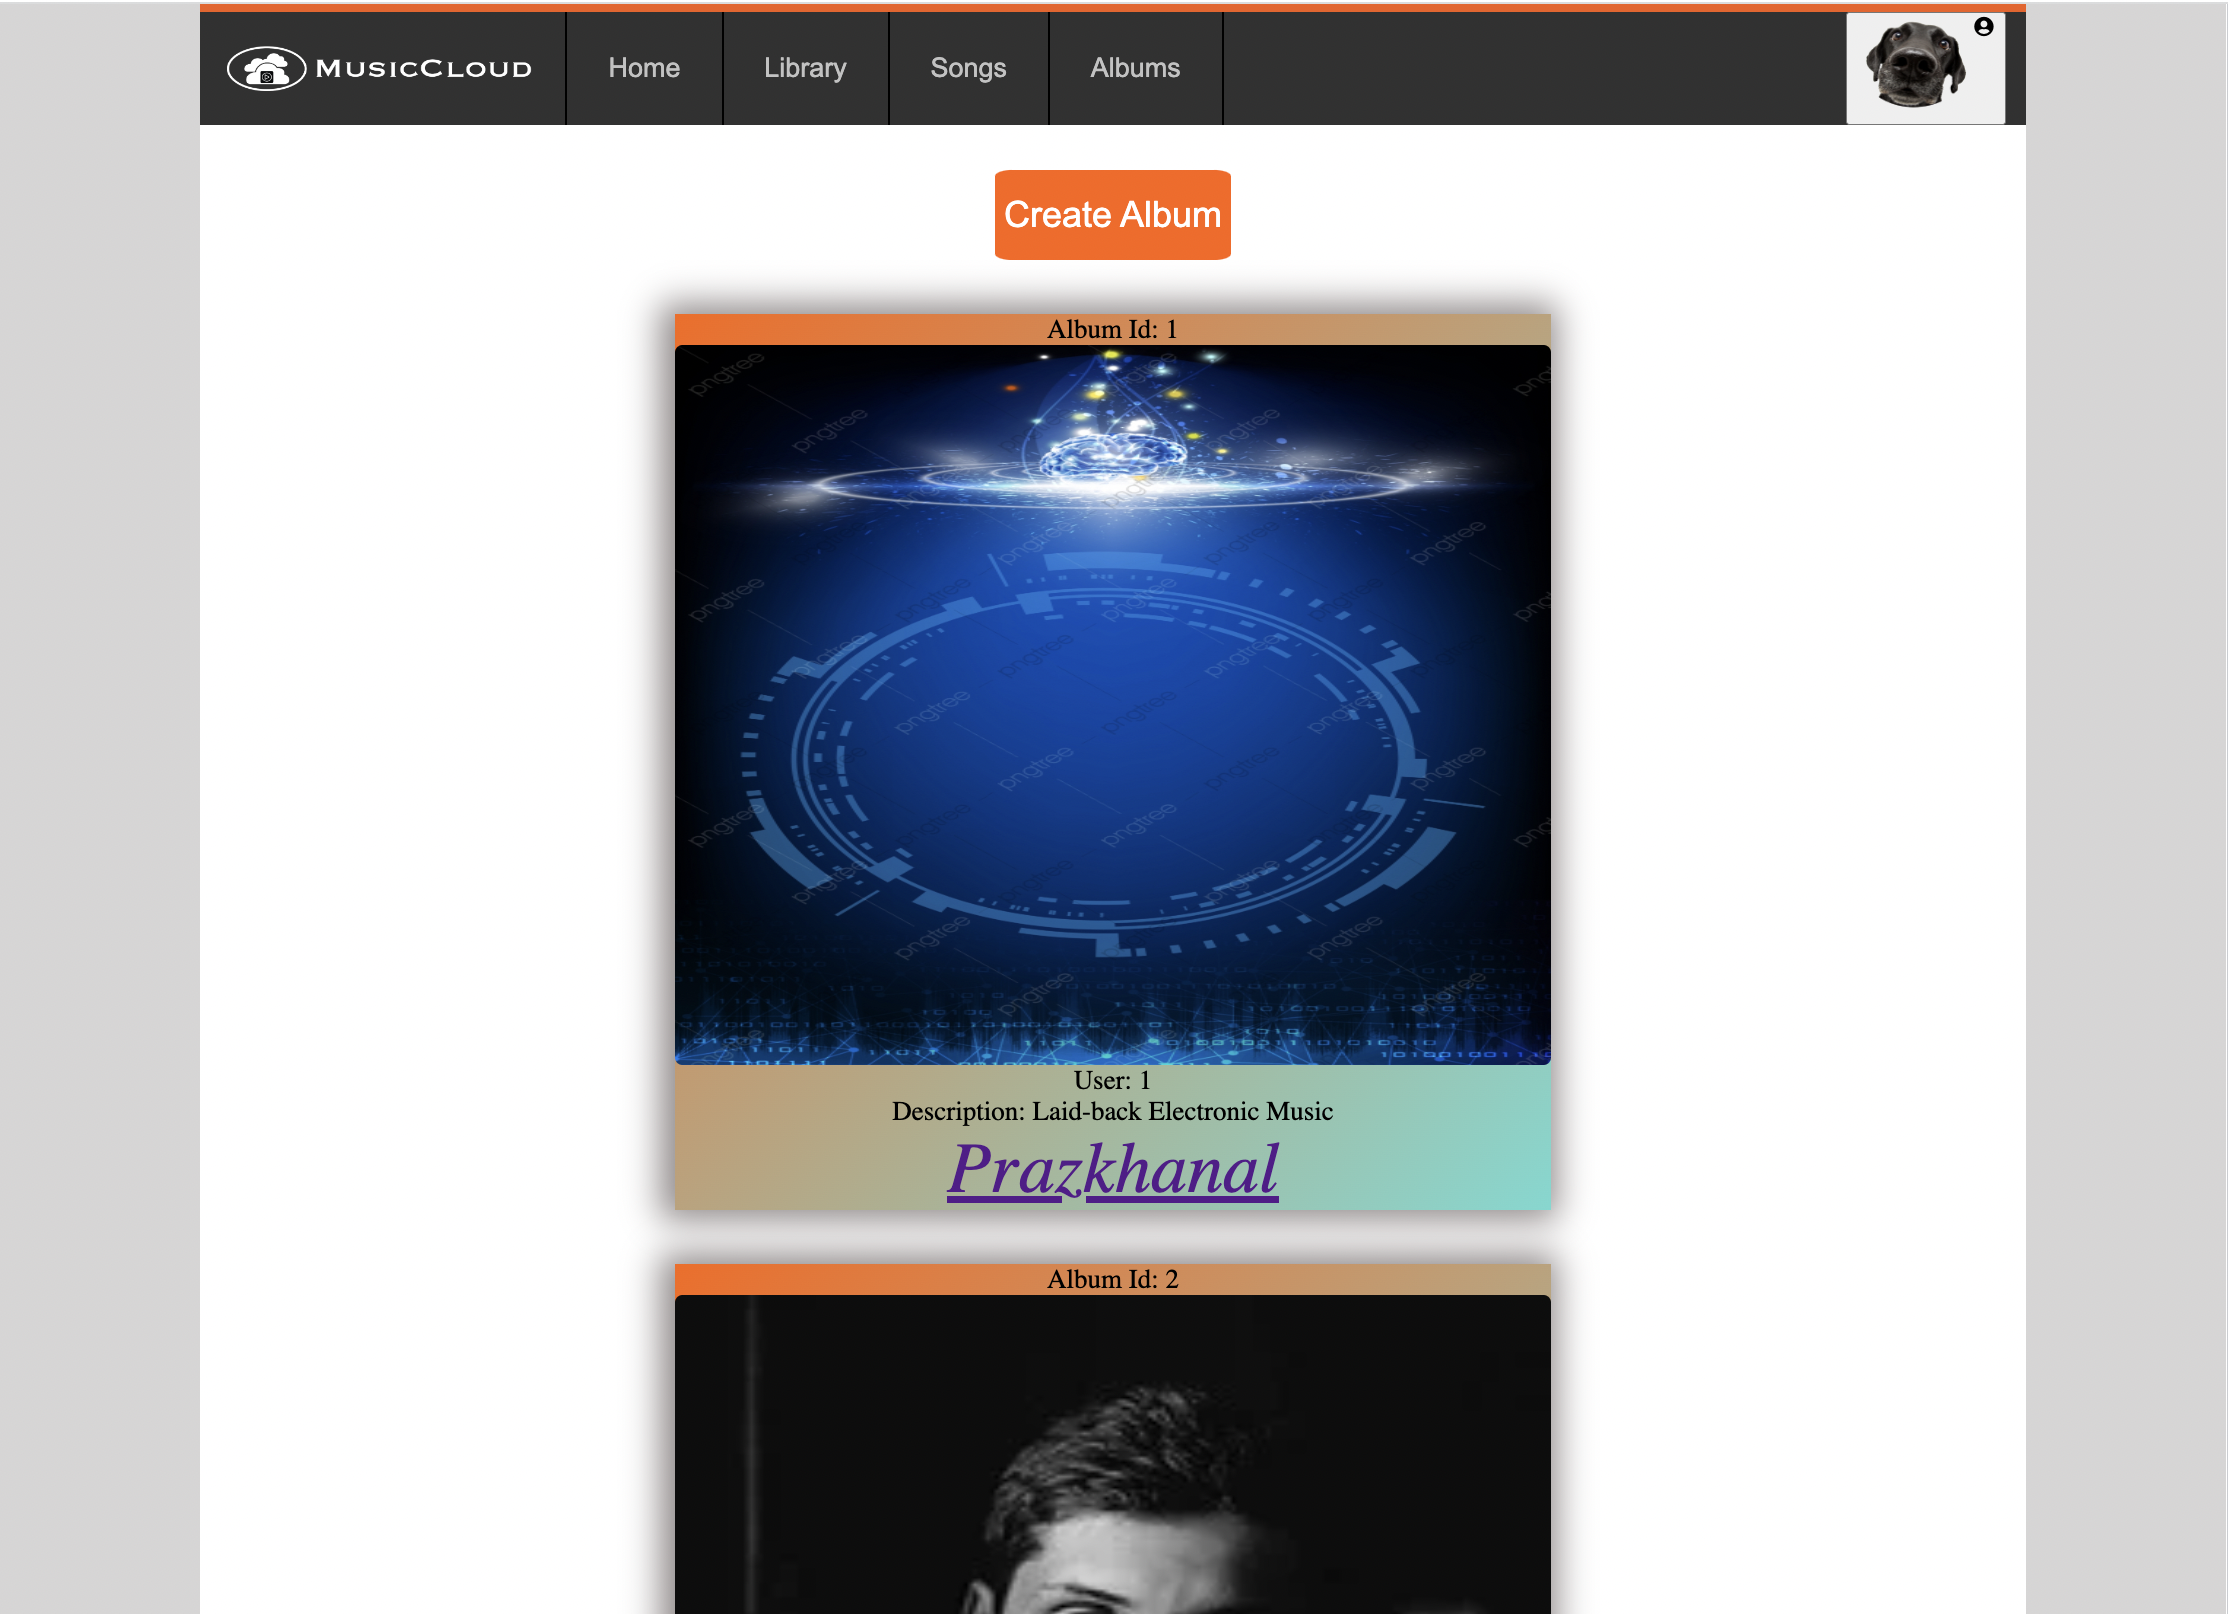 MusicCloud
Home
Library
Songs
Albums
Create Album
Album Id: 1
pngtree
User: 1
Description: Laid-back Electronic Music
Prazkhanal
Album Id: 2